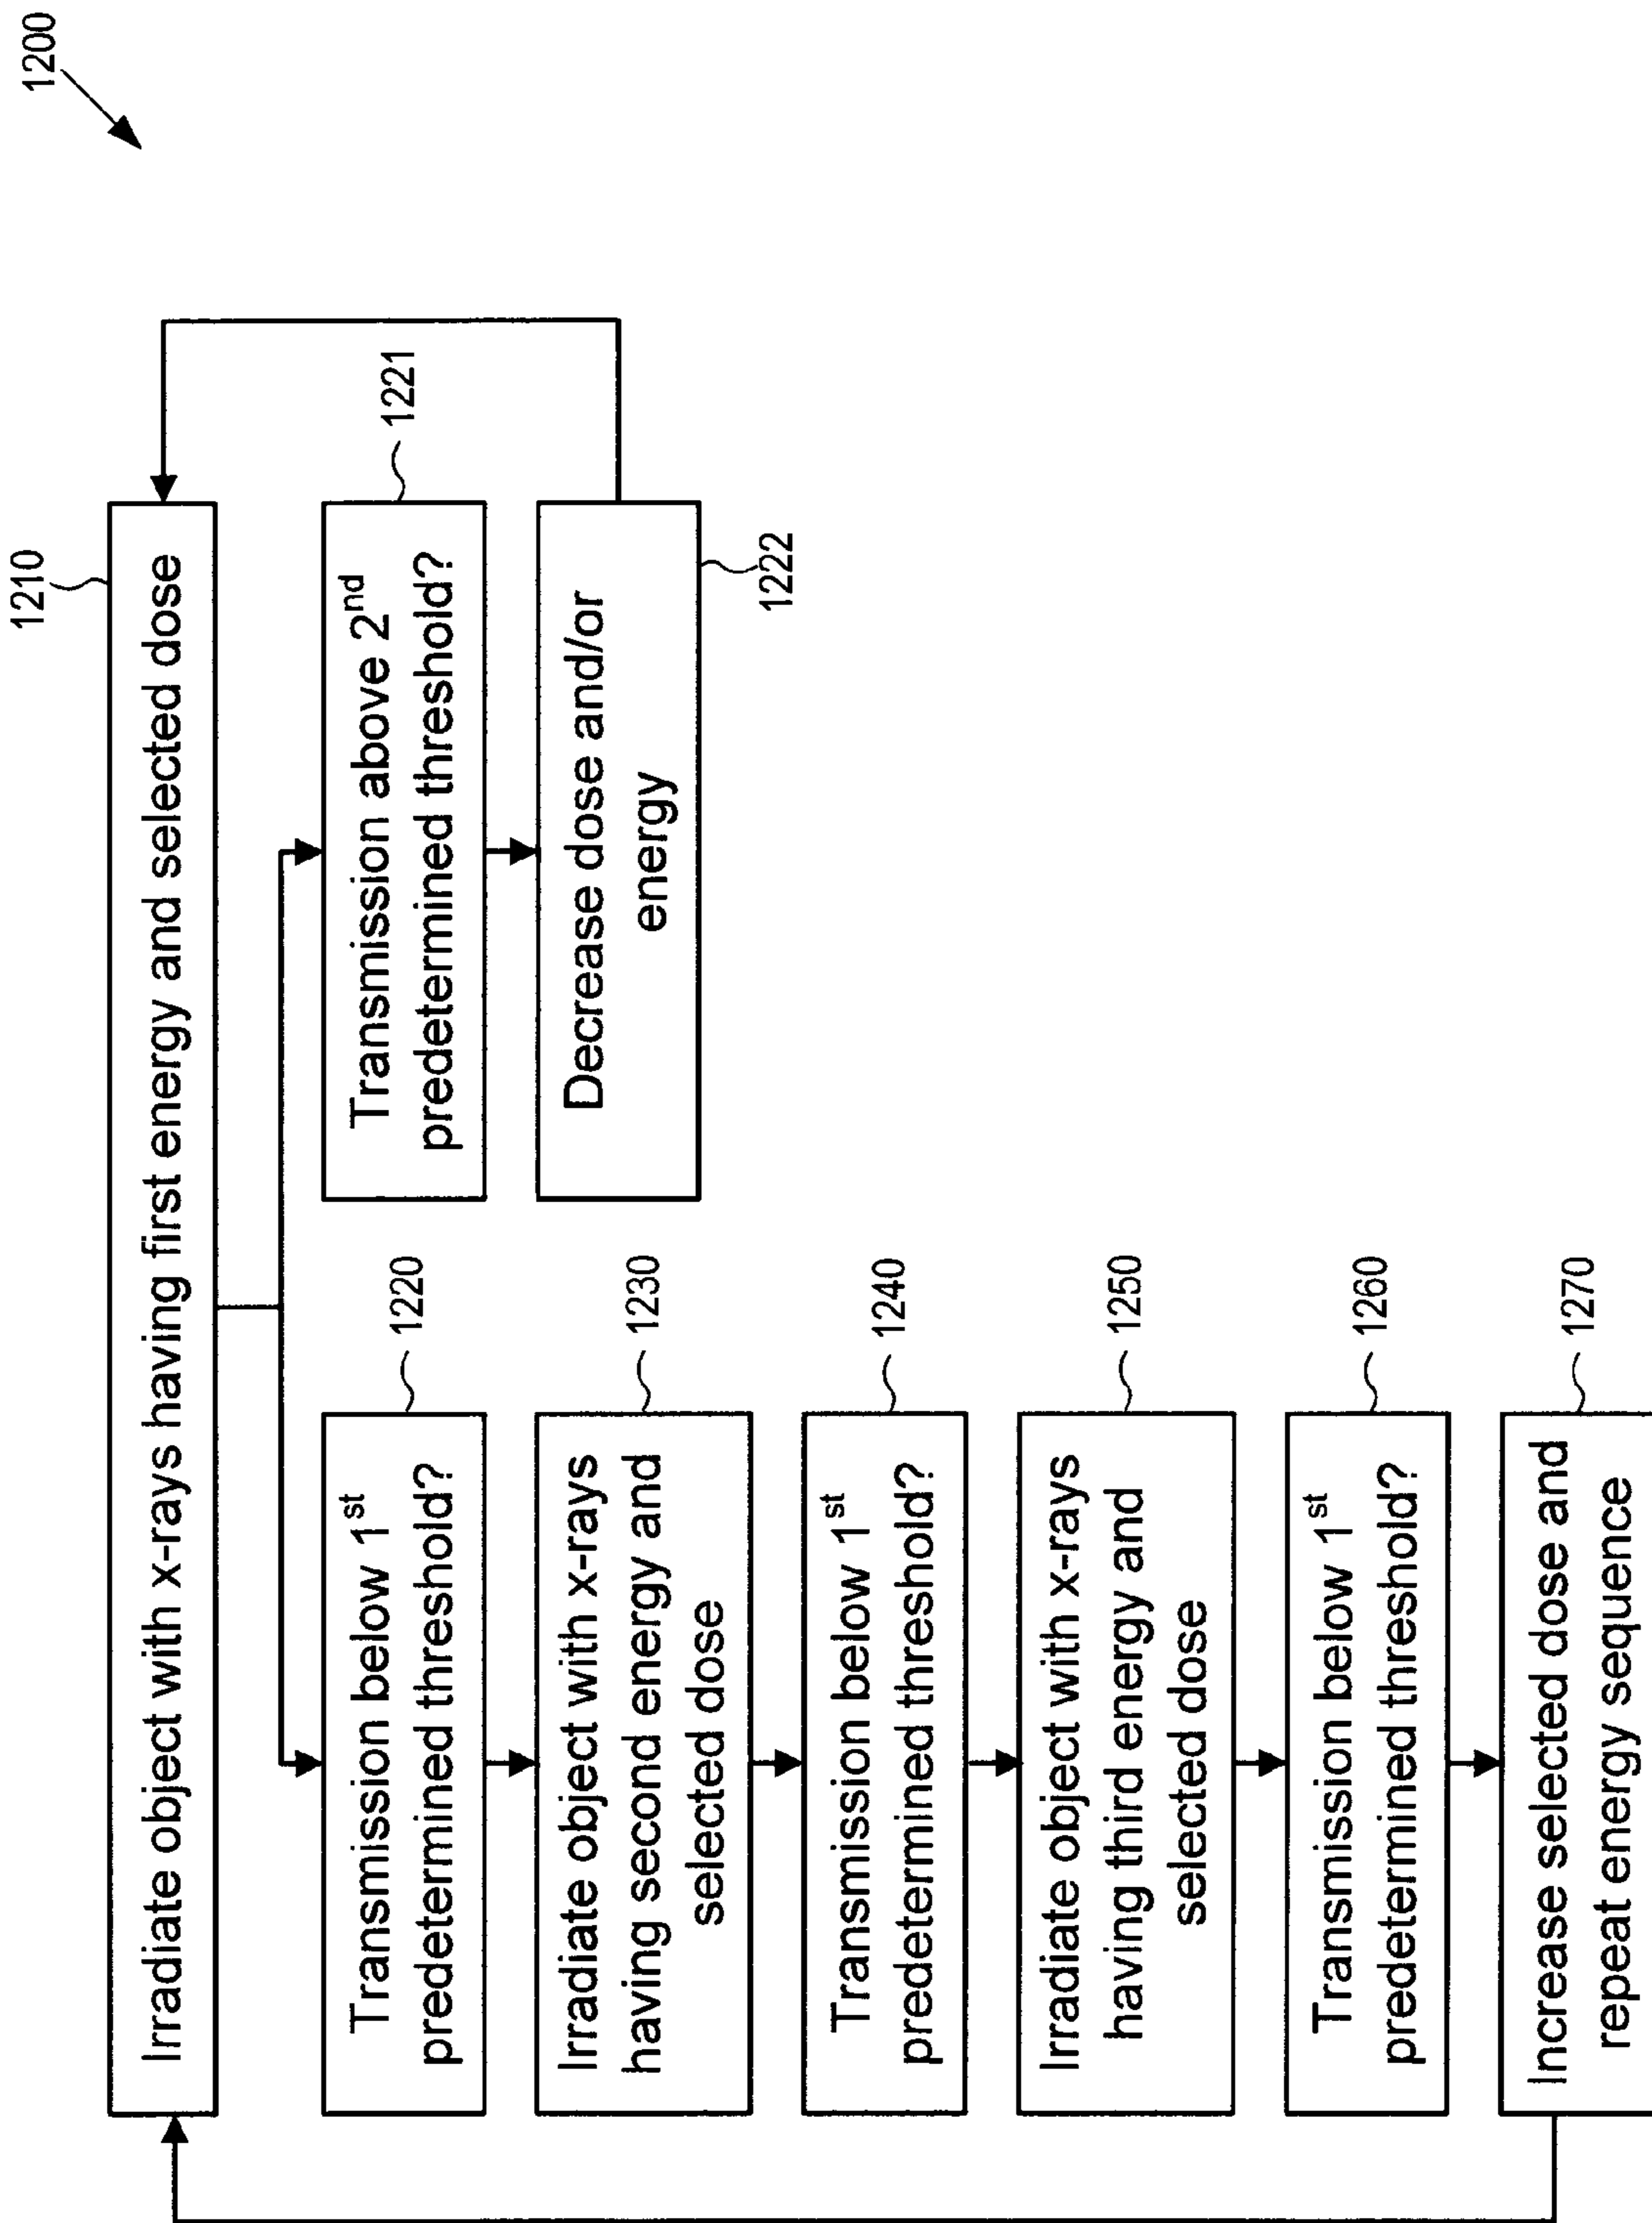 1200
1210
Irradiate object with x-rays having first energy and selected dose
1220
Transmission below 1st
predetermined threshold?
1230
Irradiate object with x-rays
having second energy and
selected dose
1240
Transmission below 1st
predetermined threshold?
1250
Irradiate object with x-rays
having third energy and
selected dose
1260
Transmission below 1st
predetermined threshold?
1270
Increase selected dose and
repeat energy sequence
1221
Transmission above 2nd
predetermined threshold?
1222
Decrease dose and/or
energy